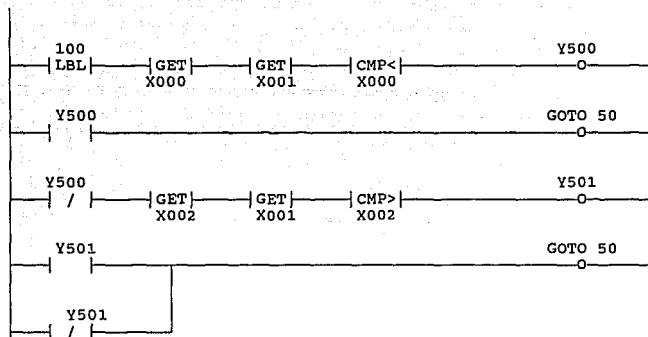 100 Y500
LBL GET GET CMP<
X000 X001 X000
Y500 GOTO 50
Y500 Y501
/ GET GET CMP>
X002 X001 X002
Y501 GOTO 50
Y501
/